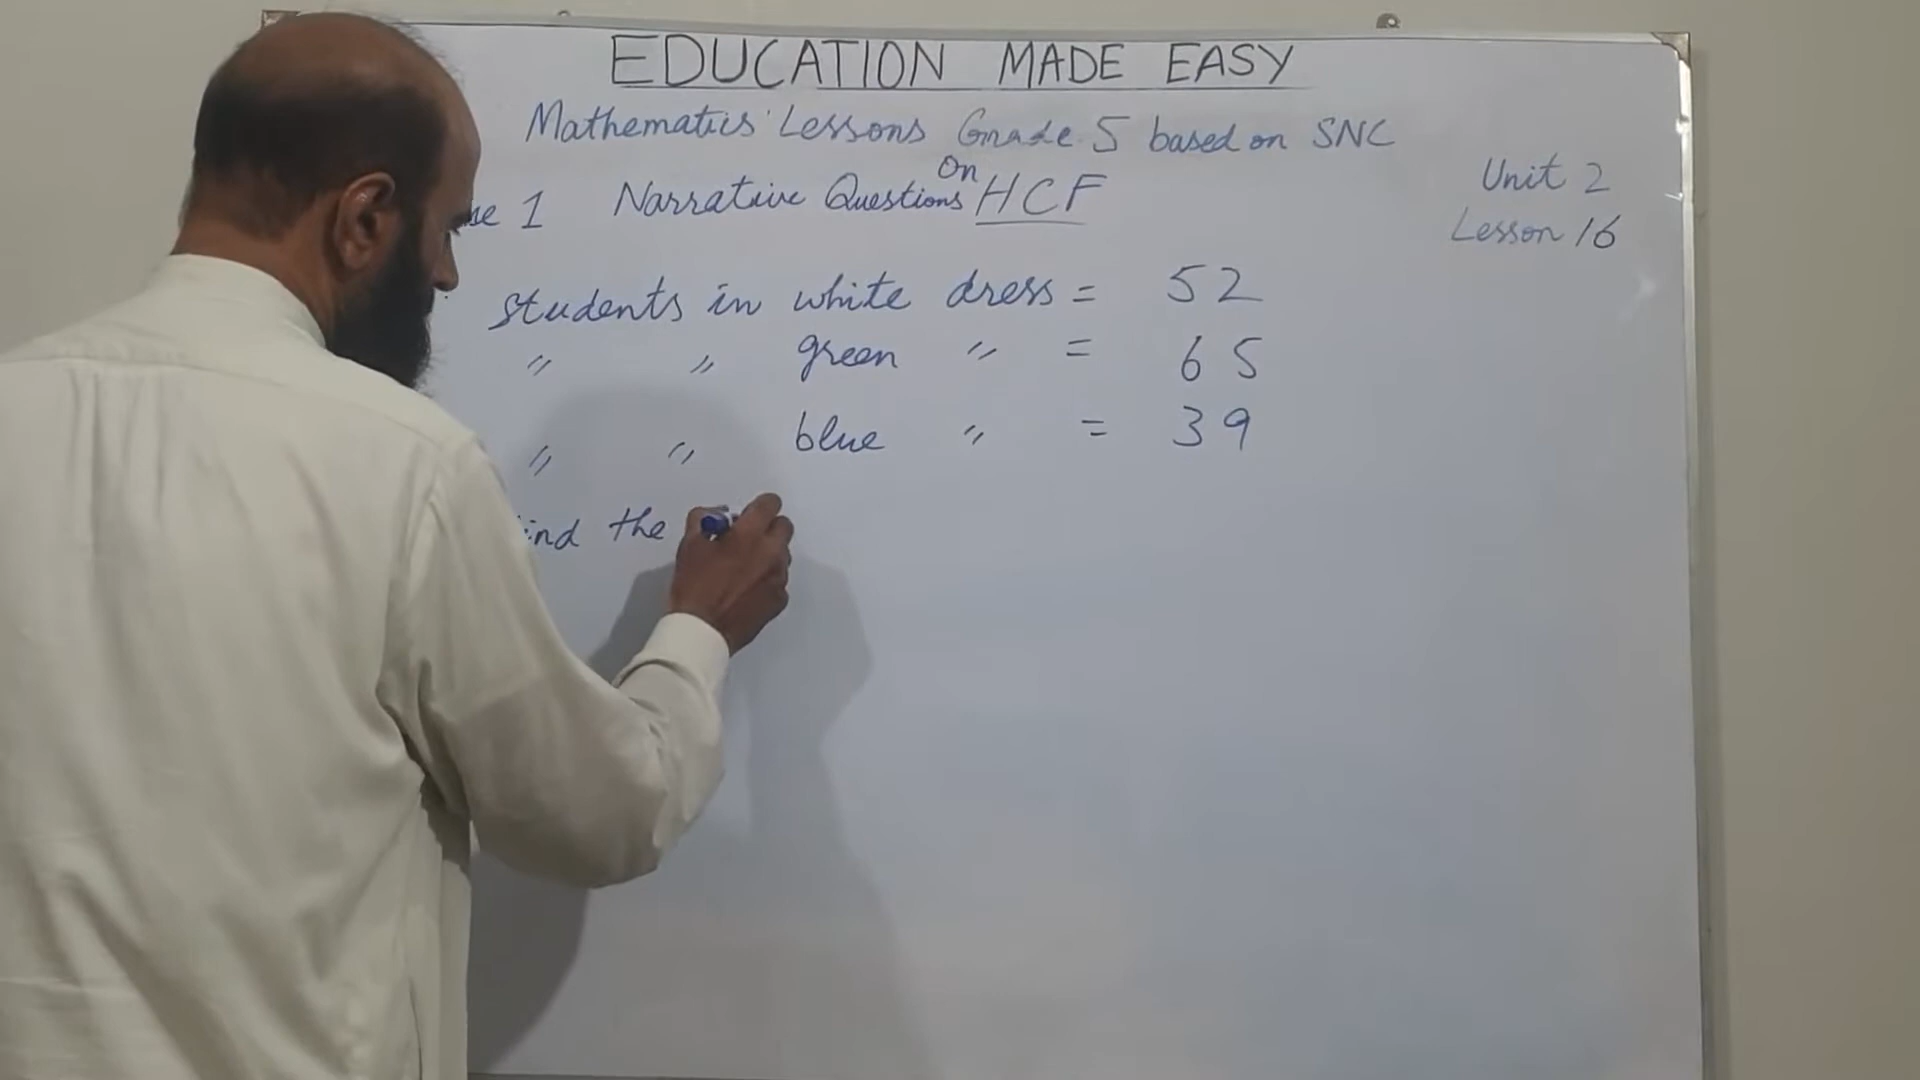 EDUCATION MADE EASY
Mathematics Lessons Grade 5 based on SNC
1 Narrative Questions On HCF
Unit 2
Lesson 16
Students in white dress = 52
" " green " = 65
" " blue " = 39
the